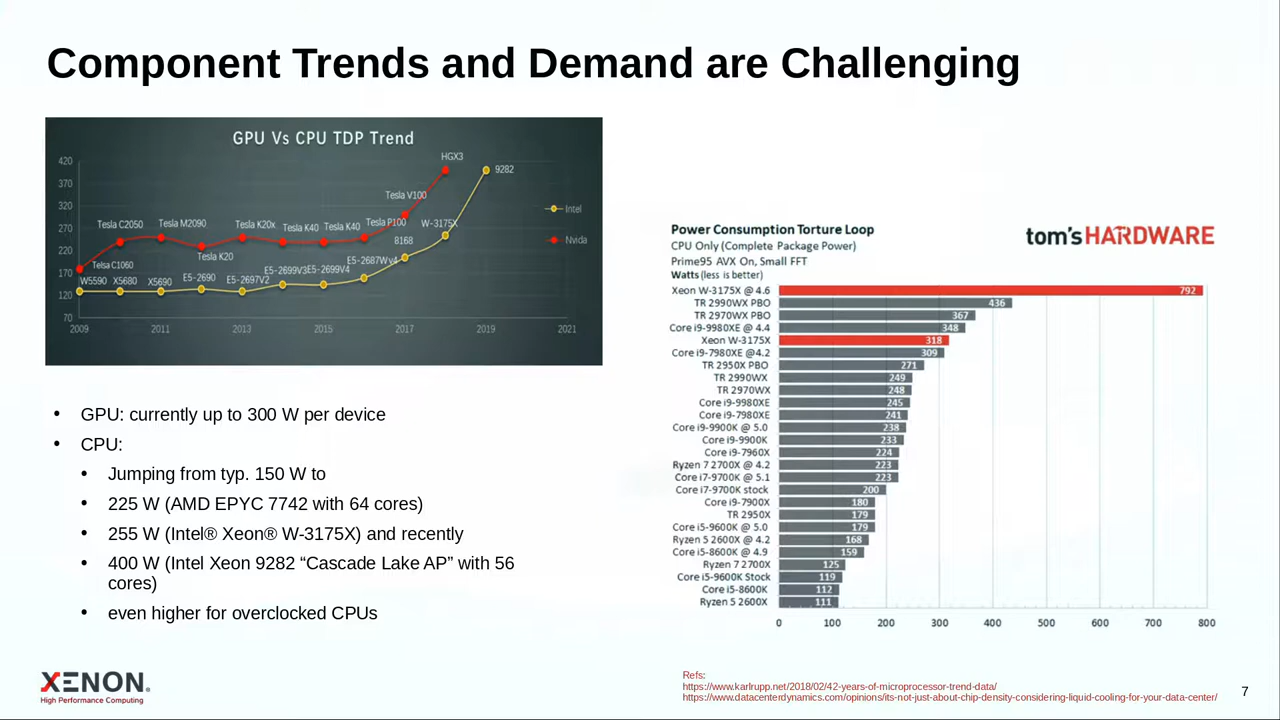 Component Trends and Demand are Challenging
GPU Vs CPU TDP Trend
420
370
320
270
220
170
120
70
2009
2011
2013
2015
2017
2019
2021
HGX3
9282
Tesla V100
Tesla C2050
Tesla M2090
Tesla K20x
Tesla K40
Tesla K40
Tesla P100
W-3175X
8168
Telsa C1060
Tesla K20
E5-2687Wv4
W5590
X5680
X5690
E5-2690
E5-2697V2
E5-2699V3
E5-2699V4
Intel
Nvida
• GPU: currently up to 300 W per device
• CPU:
• Jumping from typ. 150 W to
• 225 W (AMD EPYC 7742 with 64 cores)
• 255 W (Intel® Xeon® W-3175X) and recently
• 400 W (Intel Xeon 9282 “Cascade Lake AP” with 56
cores)
• even higher for overclocked CPUs
Power Consumption Torture Loop
CPU Only (Complete Package Power)
Prime95 AVX On, Small FFT
Watts (less is better)
tom's HARDWARE
Xeon W-3175X @ 4.6 792
TR 2990WX PBO 436
TR 2970WX PBO 367
Core i9-9980XE @ 4.4 348
Xeon W-3175X 318
Core i9-7980XE @4.2 309
TR 2950X PBO 271
TR 2990WX 249
TR 2970WX 248
Core i9-9980XE 245
Core i9-7980XE 241
Core i9-9900K @ 5.0 238
Core i9-9900K 233
Core i9-7960X 224
Ryzen 7 2700X @ 4.2 223
Core i7-9700K @ 5.1 223
Core i7-9700K stock 200
Core i9-7900X 180
TR 2950X 179
Core i5-9600K @ 5.0 179
Ryzen 5 2600X @ 4.2 168
Core i5-8600K @ 4.9 159
Ryzen 7 2700X 125
Core i5-9600K Stock 119
Core i5-8600K 112
Ryzen 5 2600X 111
0 100 200 300 400 500 600 700 800
XENON.
High Performance Computing
Refs:
https://www.karlrupp.net/2018/02/42-years-of-microprocessor-trend-data/
https://www.datacenterdynamics.com/opinions/its-not-just-about-chip-density-considering-liquid-cooling-for-your-data-center/
7